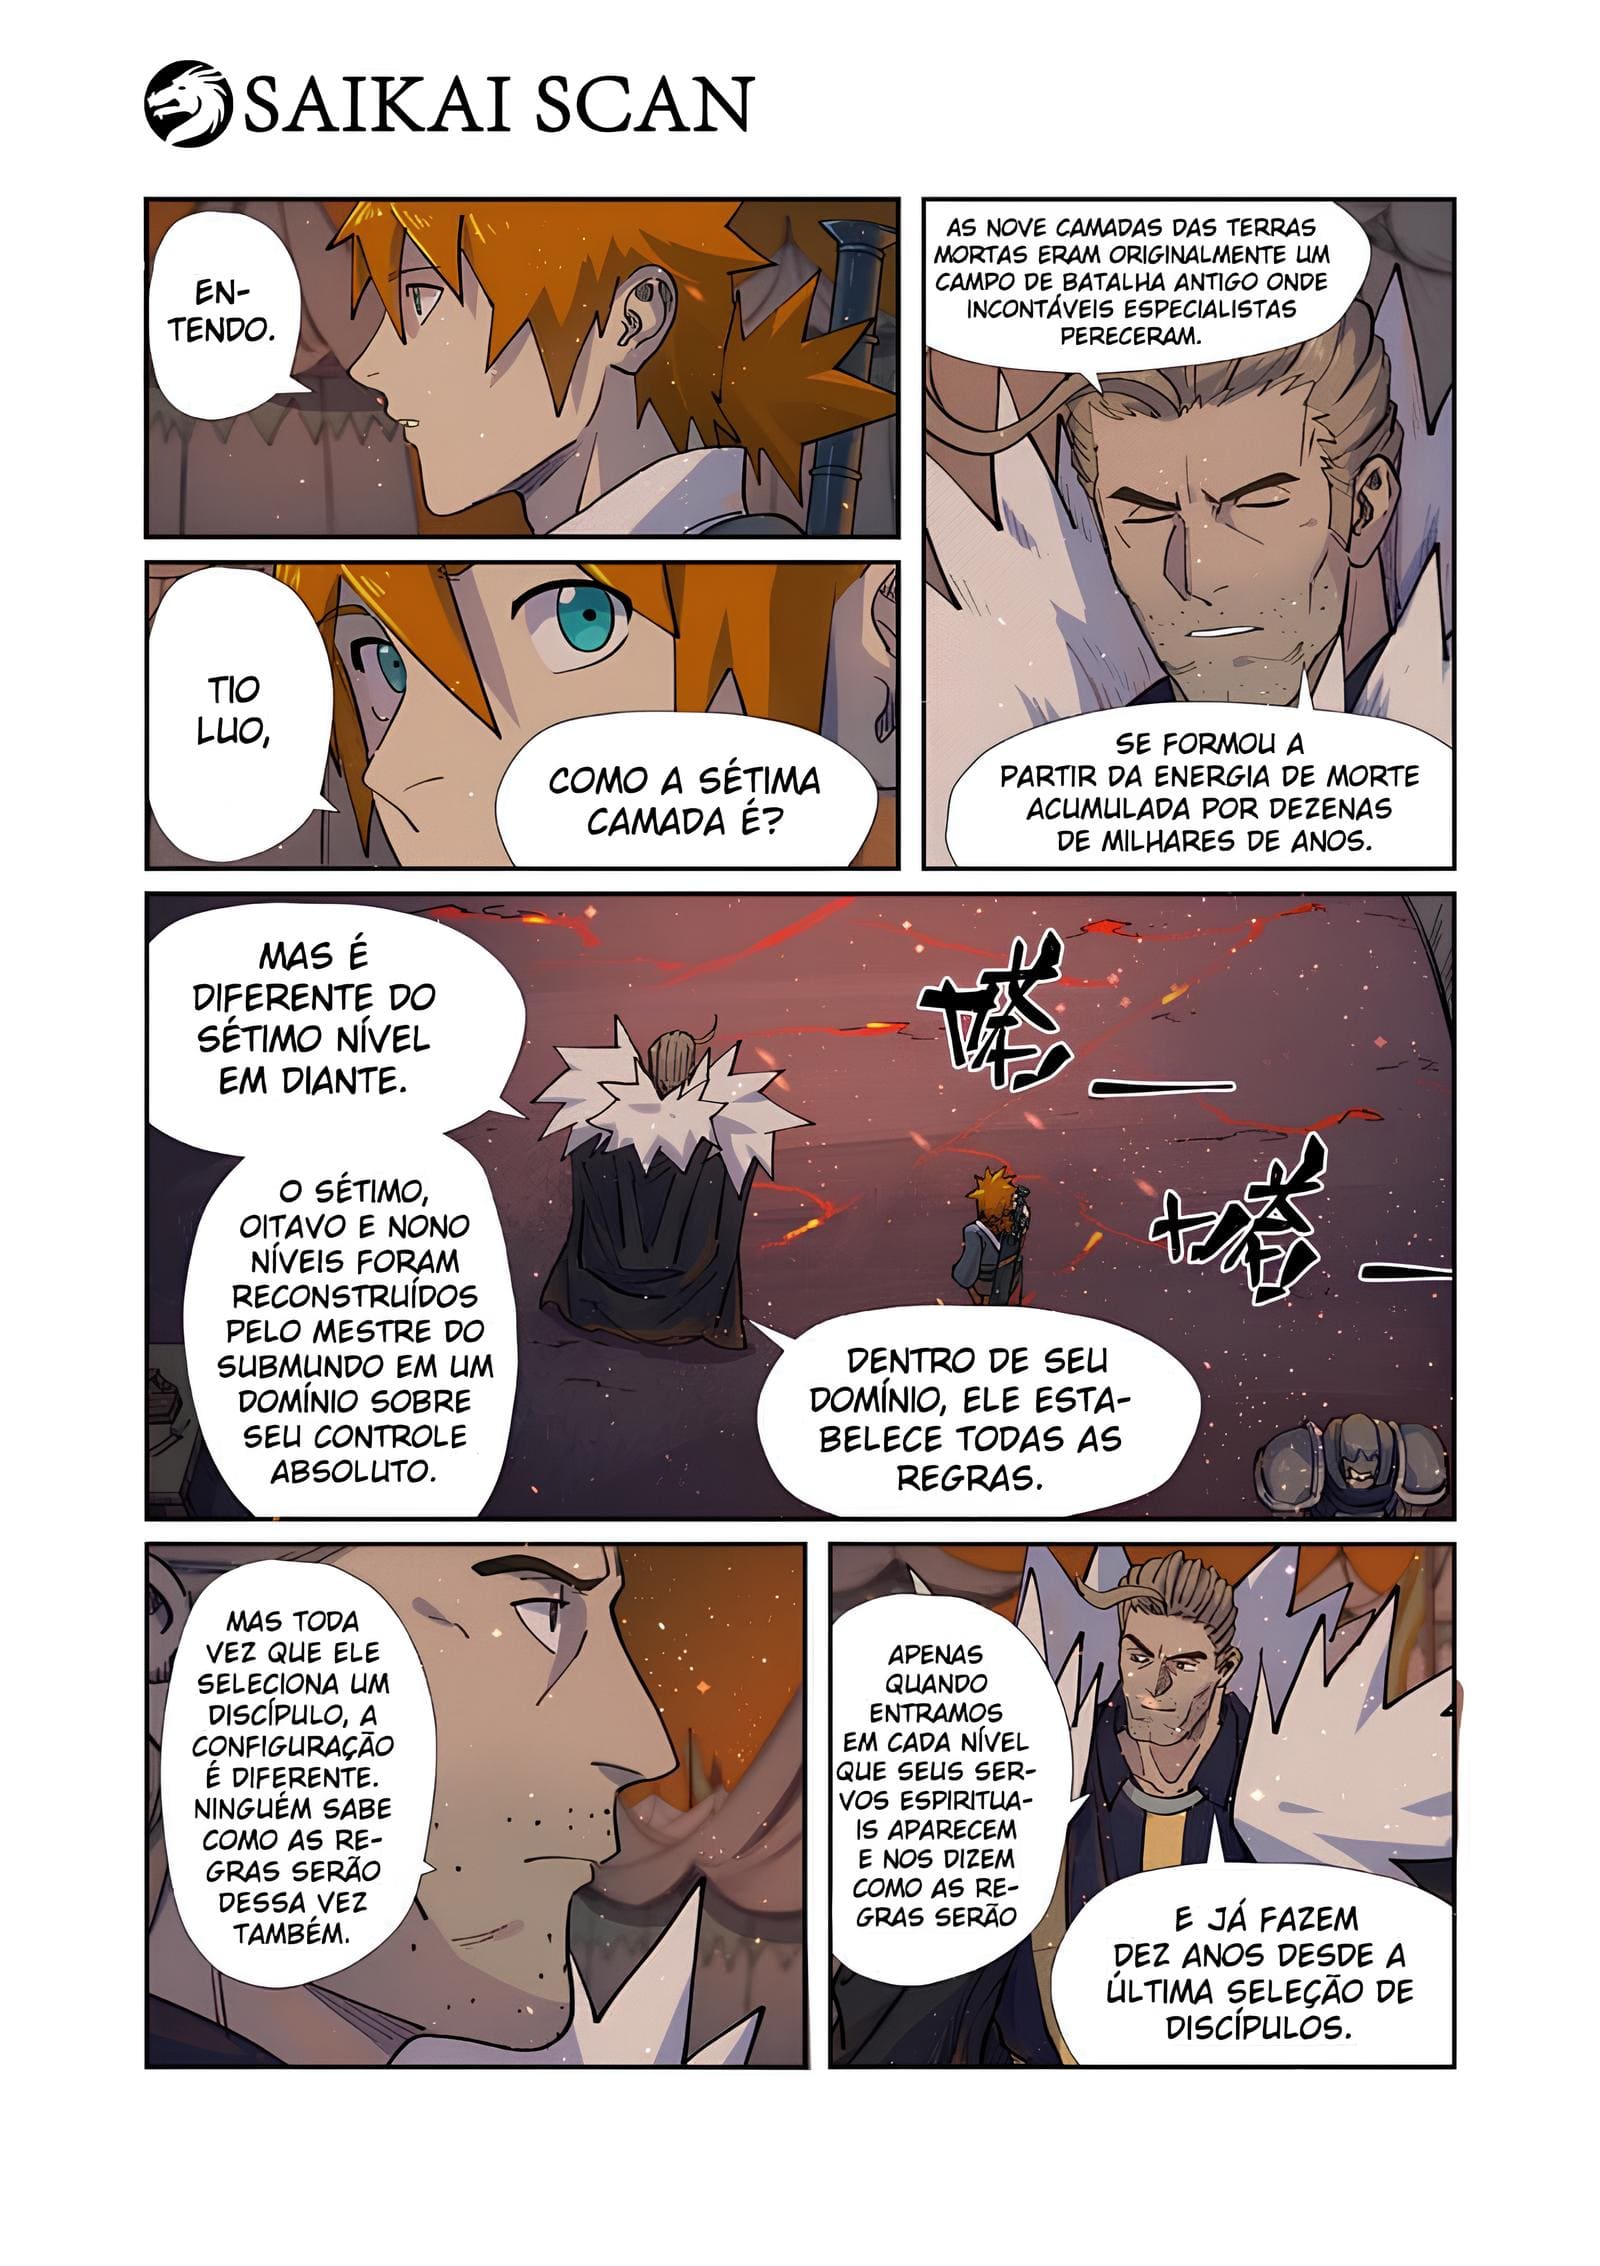 SAIKAI SCAN
EN-
TENDO.
TIO
LUO,
COMO A SÉTIMA
CAMADA É?
AS NOVE CAMADAS DAS TERRAS
MORTAS ERAM ORIGINALMENTE UM
CAMPO DE BATALHA ANTIGO ONDE
INCONTÁVEIS ESPECIALISTAS
PERECERAM.
SE FORMOU A
PARTIR DA ENERGIA DE MORTE
ACUMULADA POR DEZENAS
DE MILHARES DE ANOS.
MAS É
DIFERENTE DO
SÉTIMO NÍVEL
EM DIANTE.
O SÉTIMO,
OITAVO E NONO
NÍVEIS FORAM
RECONSTRUÍDOS
PELO MESTRE DO
SUBMUNDO EM UM
DOMÍNIO SOBRE
SEU CONTROLE
ABSOLUTO.
嗒
嗒
DENTRO DE SEU
DOMÍNIO, ELE ESTA-
BELECE TODAS AS
REGRAS.
MAS TODA
VEZ QUE ELE
SELECIONA UM
DISCÍPULO, A
CONFIGURAÇÃO
É DIFERENTE.
NINGUÉM SABE
COMO AS RE-
GRAS SERÃO
DESSA VEZ
TAMBÉM.
APENAS
QUANDO
ENTRAMOS
EM CADA NÍVEL
QUE SEUS SER-
VOS ESPIRITUA-
IS APARECEM
E NOS DIZEM
COMO AS RE-
GRAS SERÃO
E JÁ FAZEM
DEZ ANOS DESDE A
ÚLTIMA SELEÇÃO DE
DISCÍPULOS.